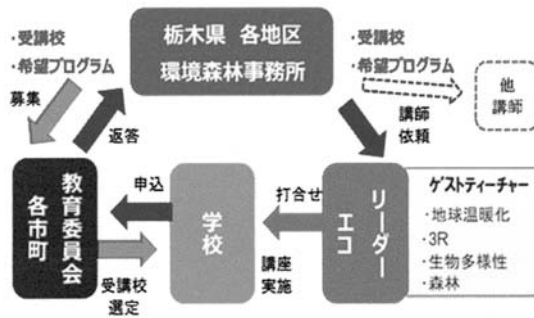 ・受講校
・希望プログラム
栃木県 各地区
環境森林事務所
・受講校
・希望プログラム
募集
返答
講師
依頼
他
講師
各市町
教育委員会
申込
受講校
選定
学校
打合せ
講座
実施
エコ
リーダー
ゲストティーチャー
・地球温暖化
・3R
・生物多様性
・森林